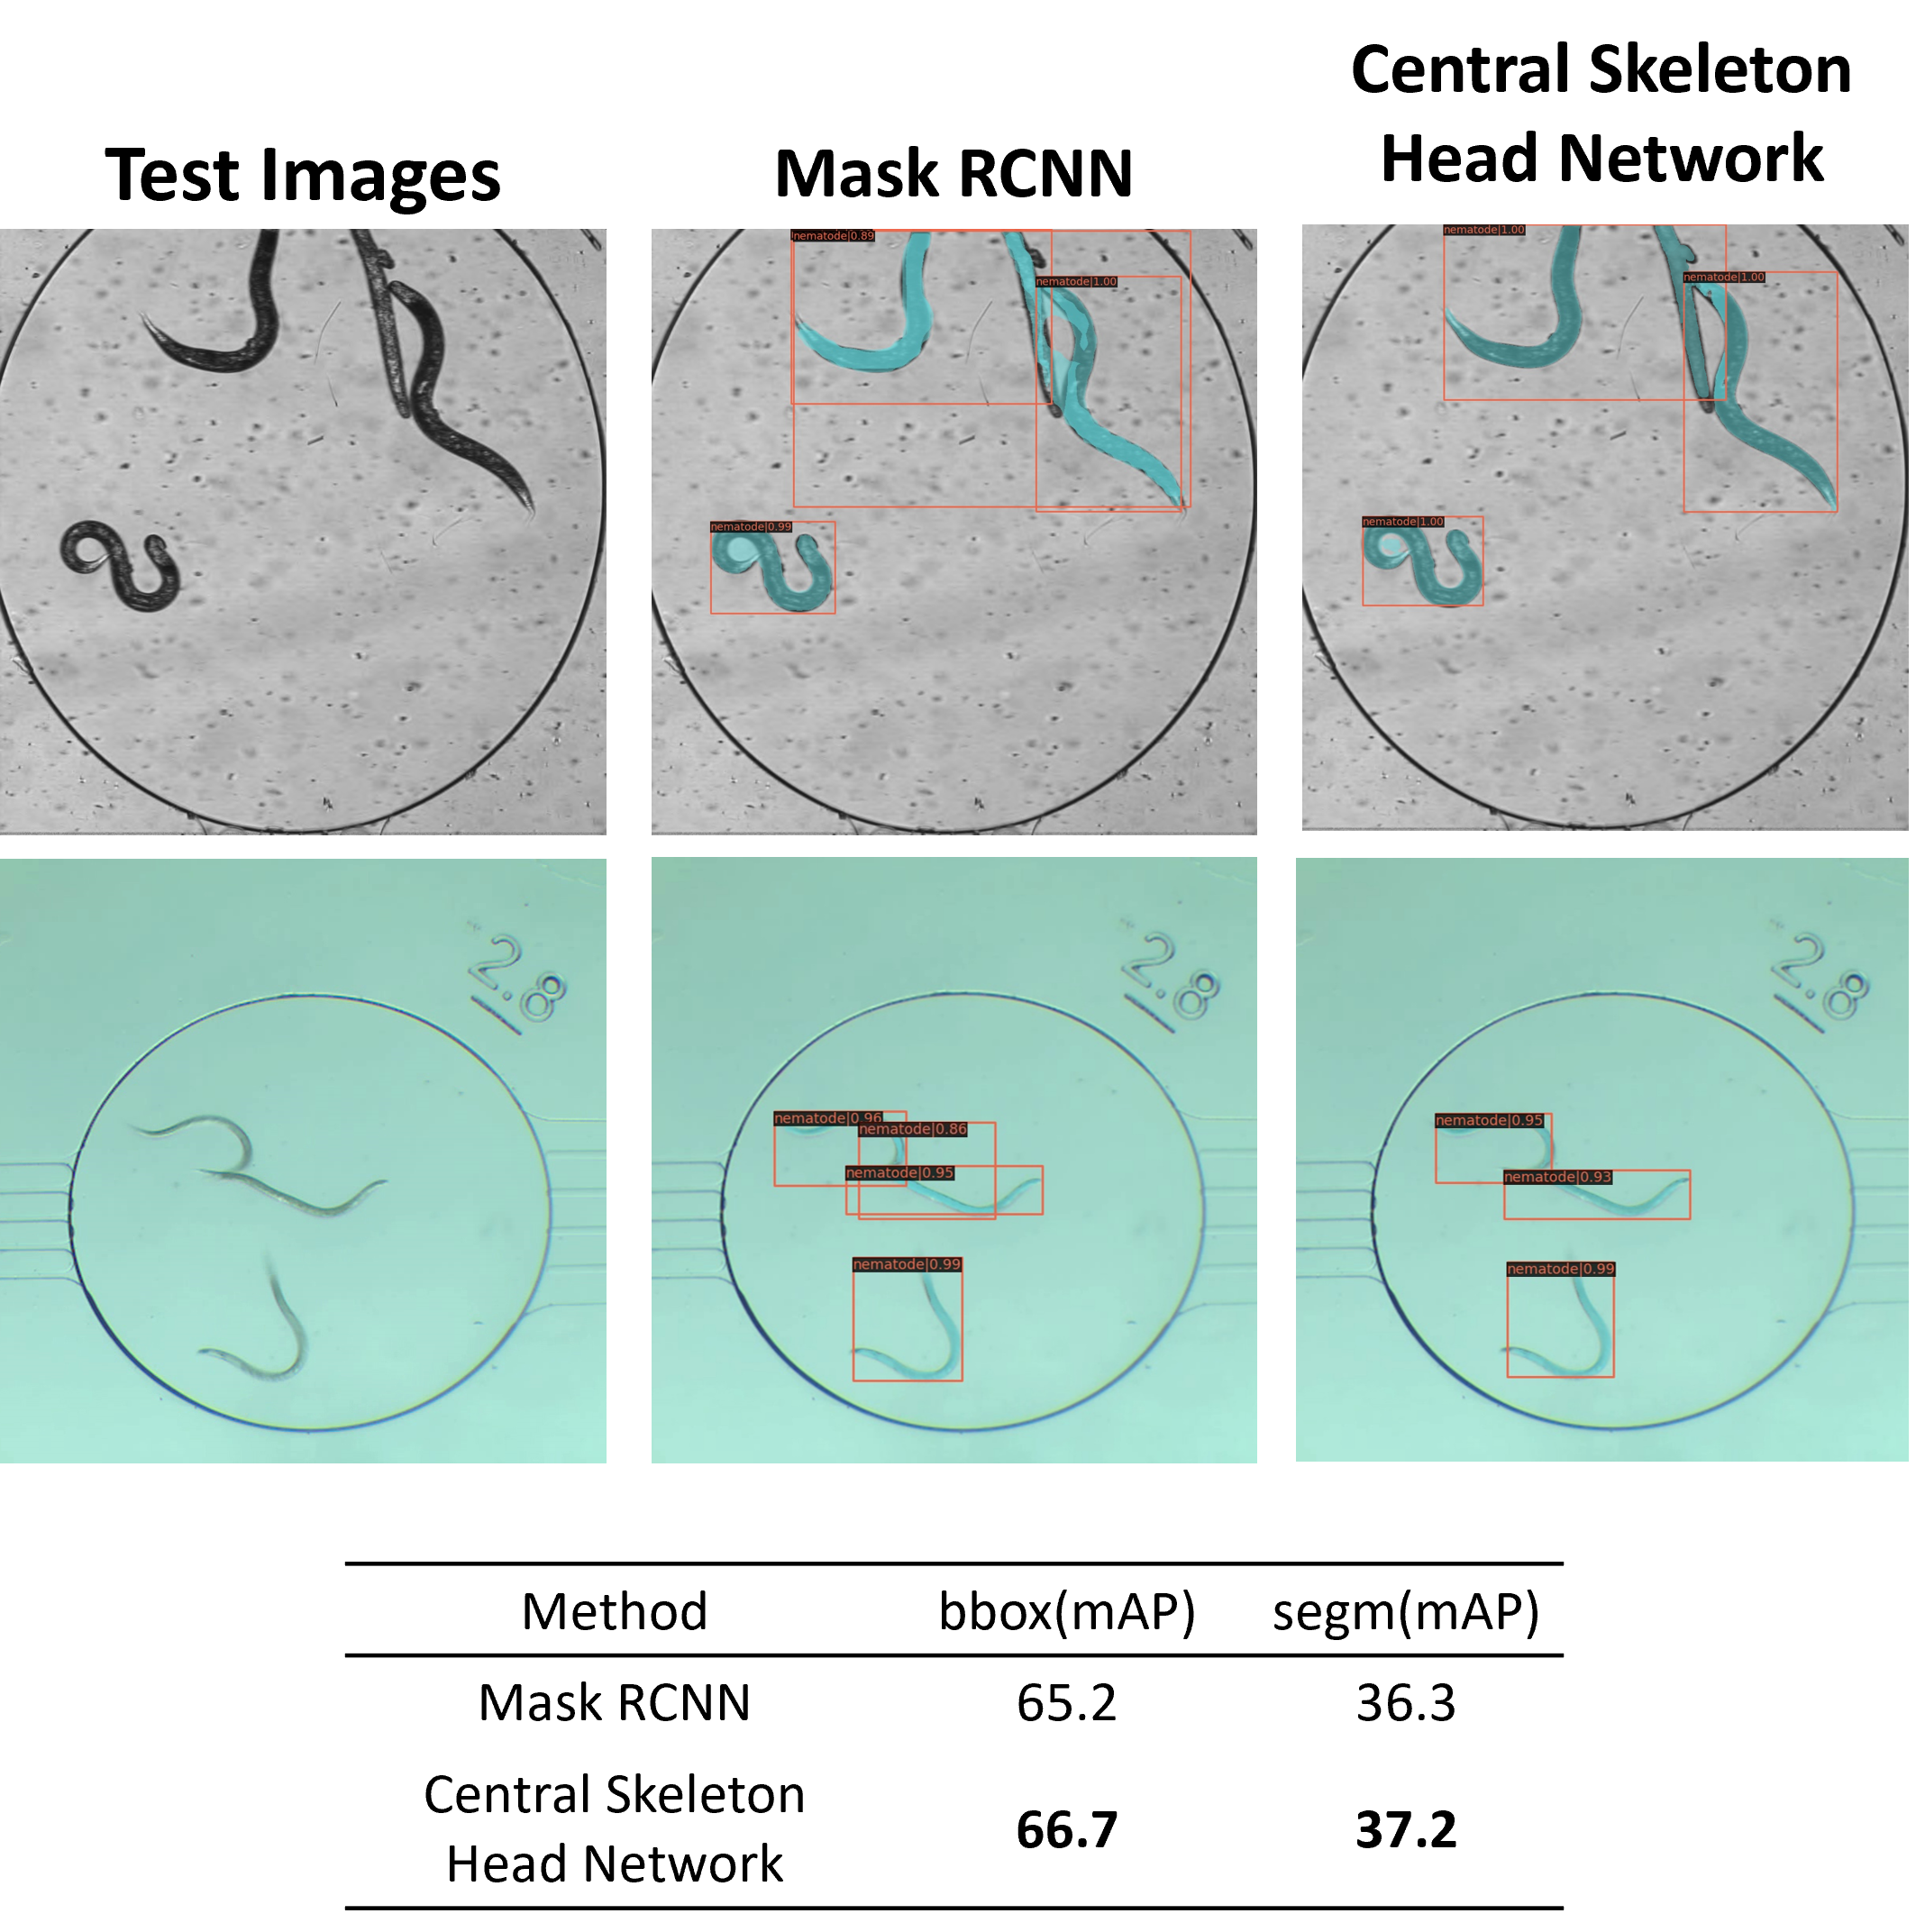 Test Images
Mask RCNN
Central Skeleton
Head Network
nematode|0.89
nematode|1.00
nematode|0.99
nematode|1.00
nematode|1.00
nematode|1.00
2.8
2.8
nematode|0.96
nematode|0.86
nematode|0.95
nematode|0.99
2.8
nematode|0.95
nematode|0.93
nematode|0.99
Method bbox(mAP) segm(mAP)
Mask RCNN 65.2 36.3
Central Skeleton
Head Network 66.7 37.2